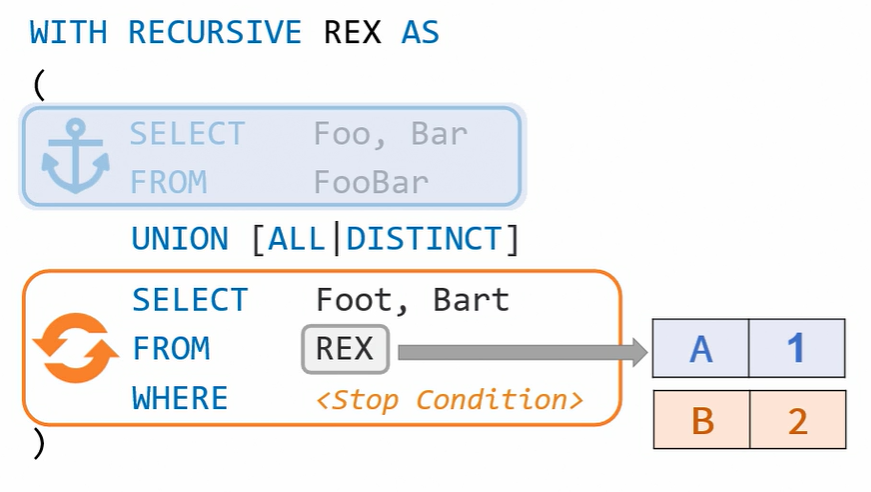 WITH RECURSIVE REX AS
(
SELECT Foo, Bar
FROM FooBar
UNION [ALL|DISTINCT]
SELECT Foot, Bart
FROM REX
WHERE <Stop Condition>
)
A 1
B 2